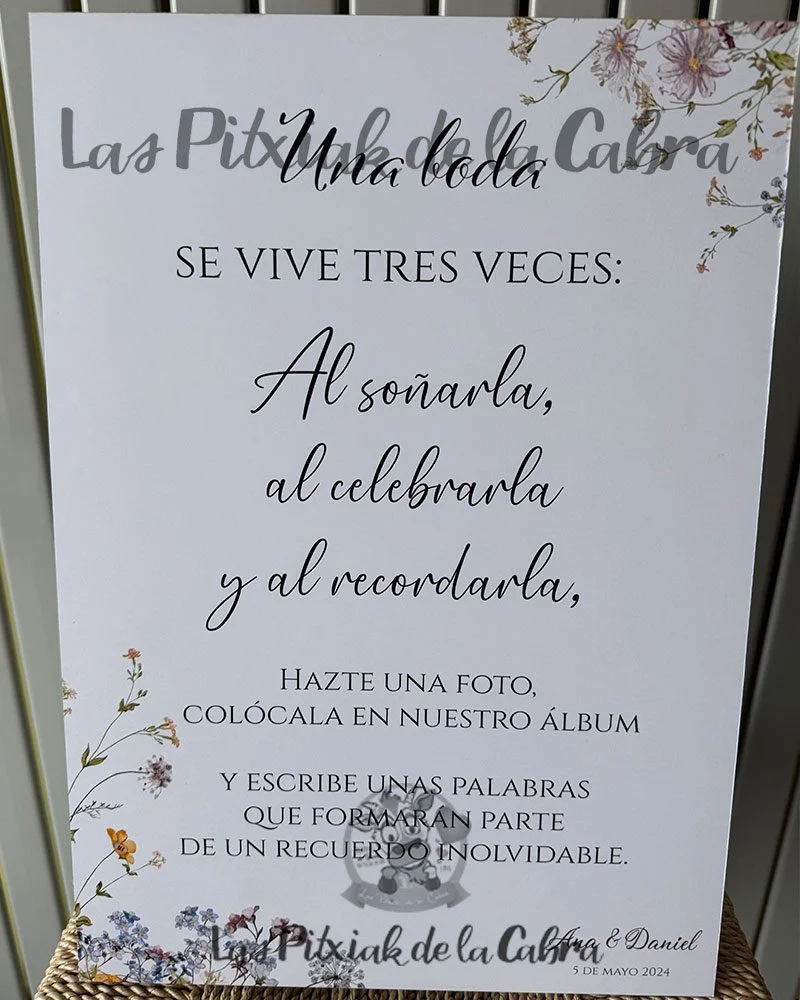 Las Pitxiak de la Cabra
Una boda
SE VIVE TRES VECES:
Al soñarla,
al celebrarla
y al recordarla,
HAZTE UNA FOTO,
COLÓCALA EN NUESTRO ÁLBUM
Y ESCRIBE UNAS PALABRAS
QUE FORMARÁN PARTE
DE UN RECUERDO INOLVIDABLE.
Las Pitxiak de la Cabra
Ana & Daniel
5 DE MAYO 2024